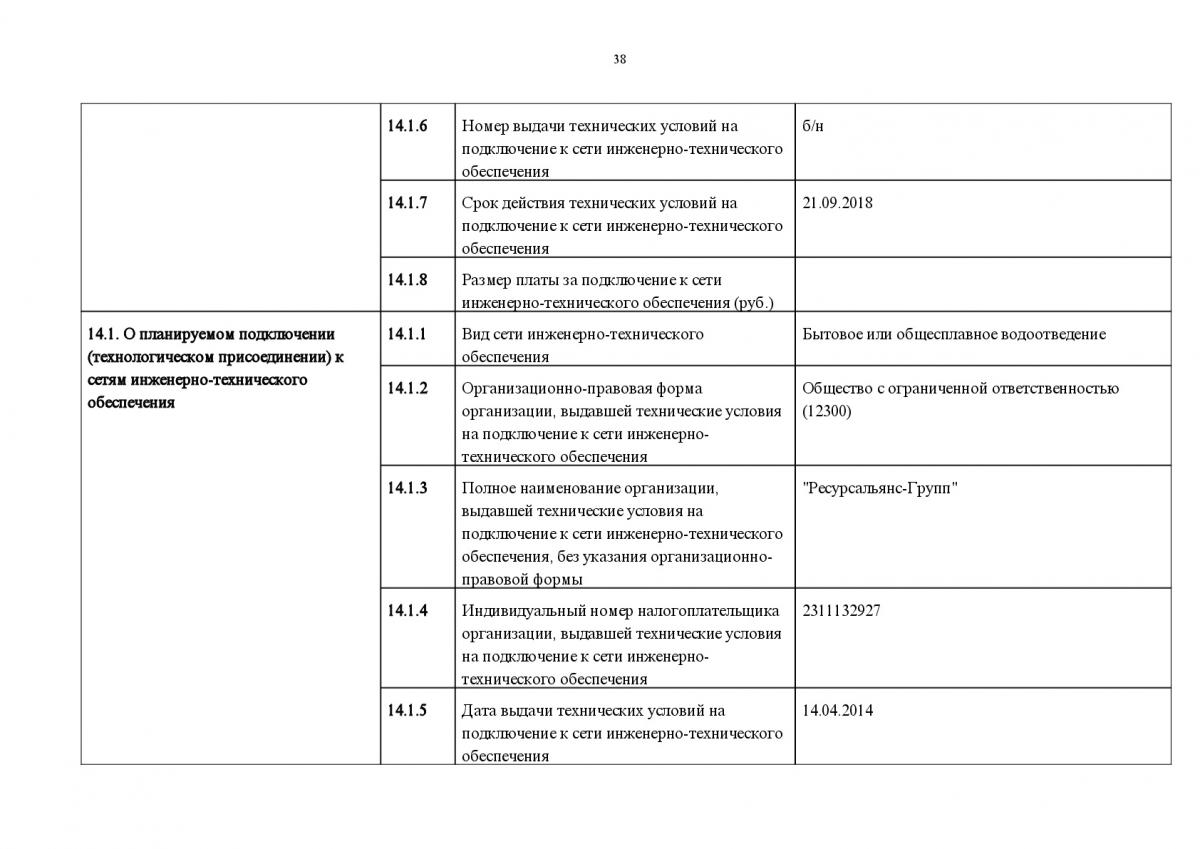 38
14.1.6
Номер выдачи технических условий на
подключение к сети инженерно-технического
обеспечения
б/н
14.1.7
Срок действия технических условий на
подключение к сети инженерно-технического
обеспечения
21.09.2018
14.1.8
Размер платы за подключение к сети
инженерно-технического обеспечения (руб.)
14.1. О планируемом подключении
(технологическом присоединении) к
сетям инженерно-технического
обеспечения
14.1.1
Вид сети инженерно-технического
обеспечения
Бытовое или общесплавное водоотведение
14.1.2
Организационно-правовая форма
организации, выдавшей технические условия
на подключение к сети инженерно-
технического обеспечения
Общество с ограниченной ответственностью
(12300)
14.1.3
Полное наименование организации,
выдавшей технические условия на
подключение к сети инженерно-технического
обеспечения, без указания организационно-
правовой формы
"Ресурсальянс-Групп"
14.1.4
Индивидуальный номер налогоплательщика
организации, выдавшей технические условия
на подключение к сети инженерно-
технического обеспечения
2311132927
14.1.5
Дата выдачи технических условий на
подключение к сети инженерно-технического
обеспечения
14.04.2014